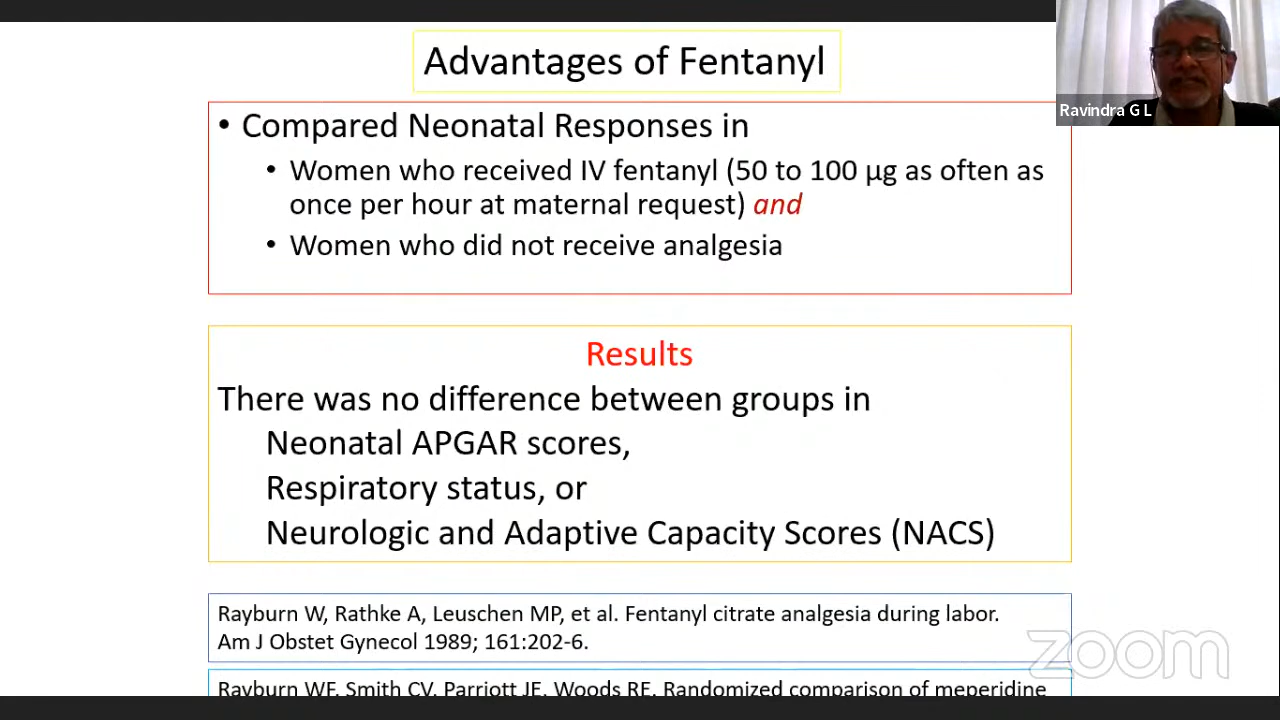 Advantages of Fentanyl
Ravindra G L
• Compared Neonatal Responses in
• Women who received IV fentanyl (50 to 100 µg as often as
once per hour at maternal request) and
• Women who did not receive analgesia
Results
There was no difference between groups in
Neonatal APGAR scores,
Respiratory status, or
Neurologic and Adaptive Capacity Scores (NACS)
Rayburn W, Rathke A, Leuschen MP, et al. Fentanyl citrate analgesia during labor.
Am J Obstet Gynecol 1989; 161:202-6.
zoom
Rayburn WF, Smith CV, Parriott JE, Woods RE. Randomized comparison of meperidine